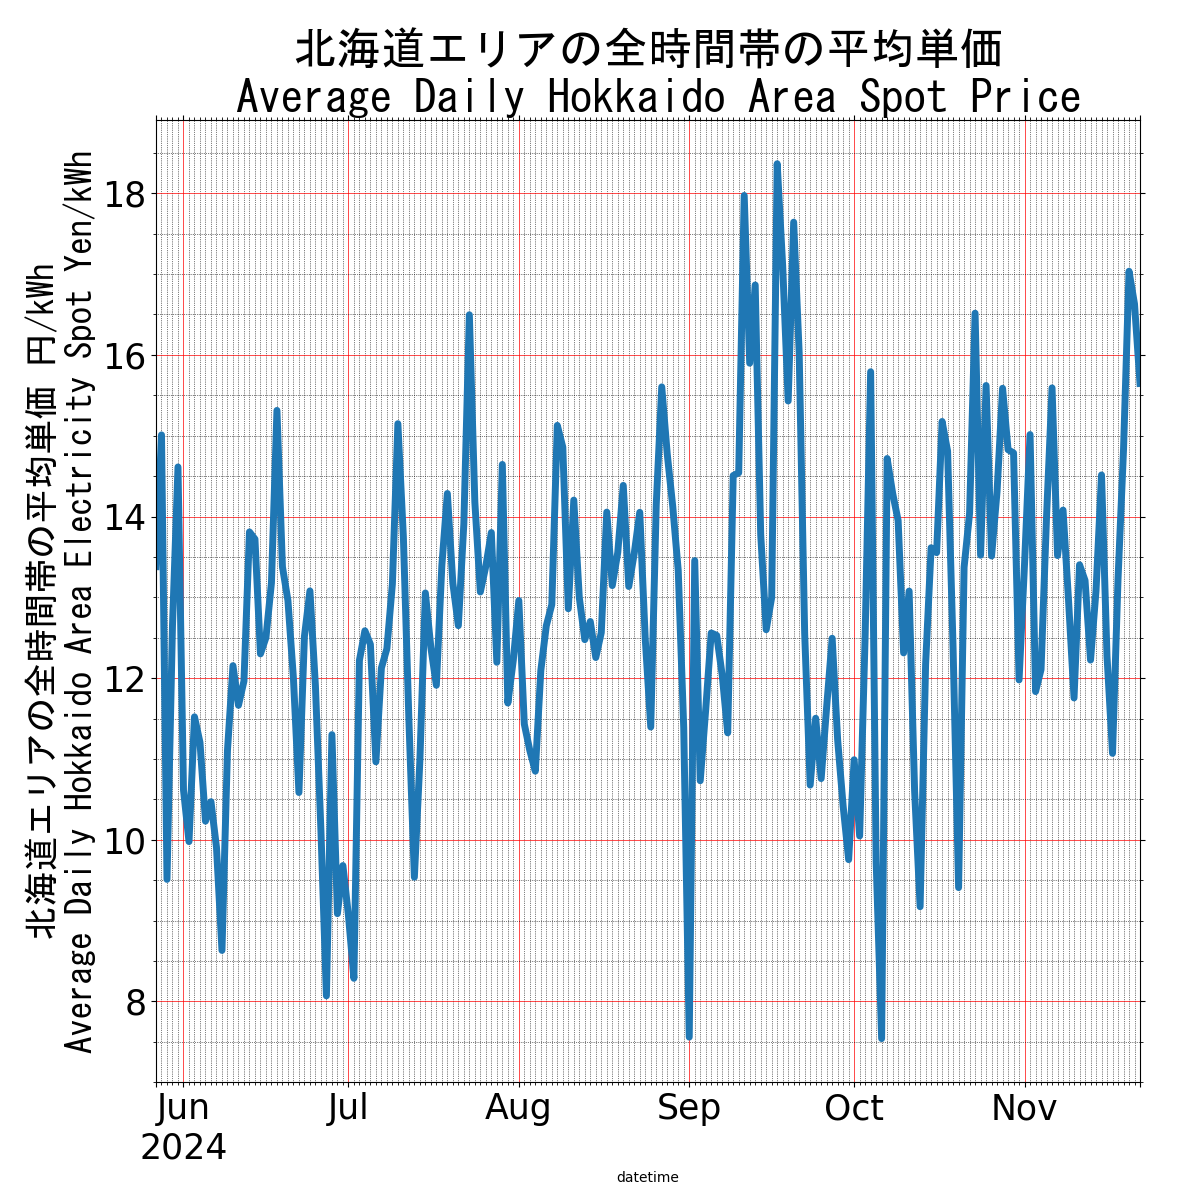 北海道エリアの全時間帯の平均単価
Average Daily Hokkaido Area Spot Price
北海道エリアの全時間帯の平均単価 円/kWh
Average Daily Hokkaido Area Electricity Spot Yen/kWh
18
16
14
12
10
8
Jun
2024
Jul
Aug
Sep
Oct
Nov
datetime